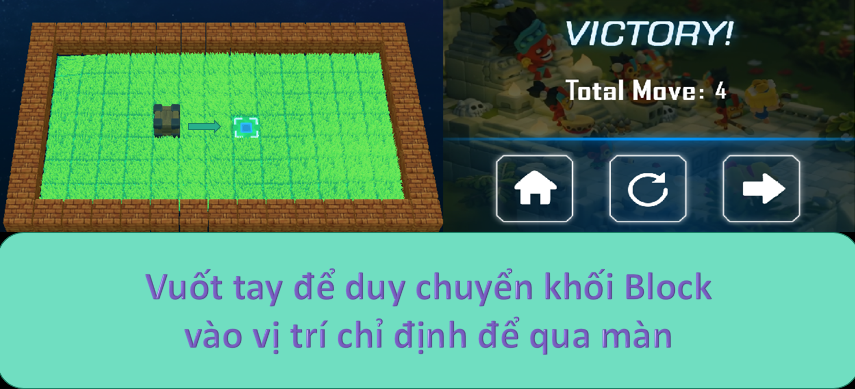 VICTORY!
Total Move: 4
Vuốt tay để duy chuyển khối Block
vào vị trí chỉ định để qua màn